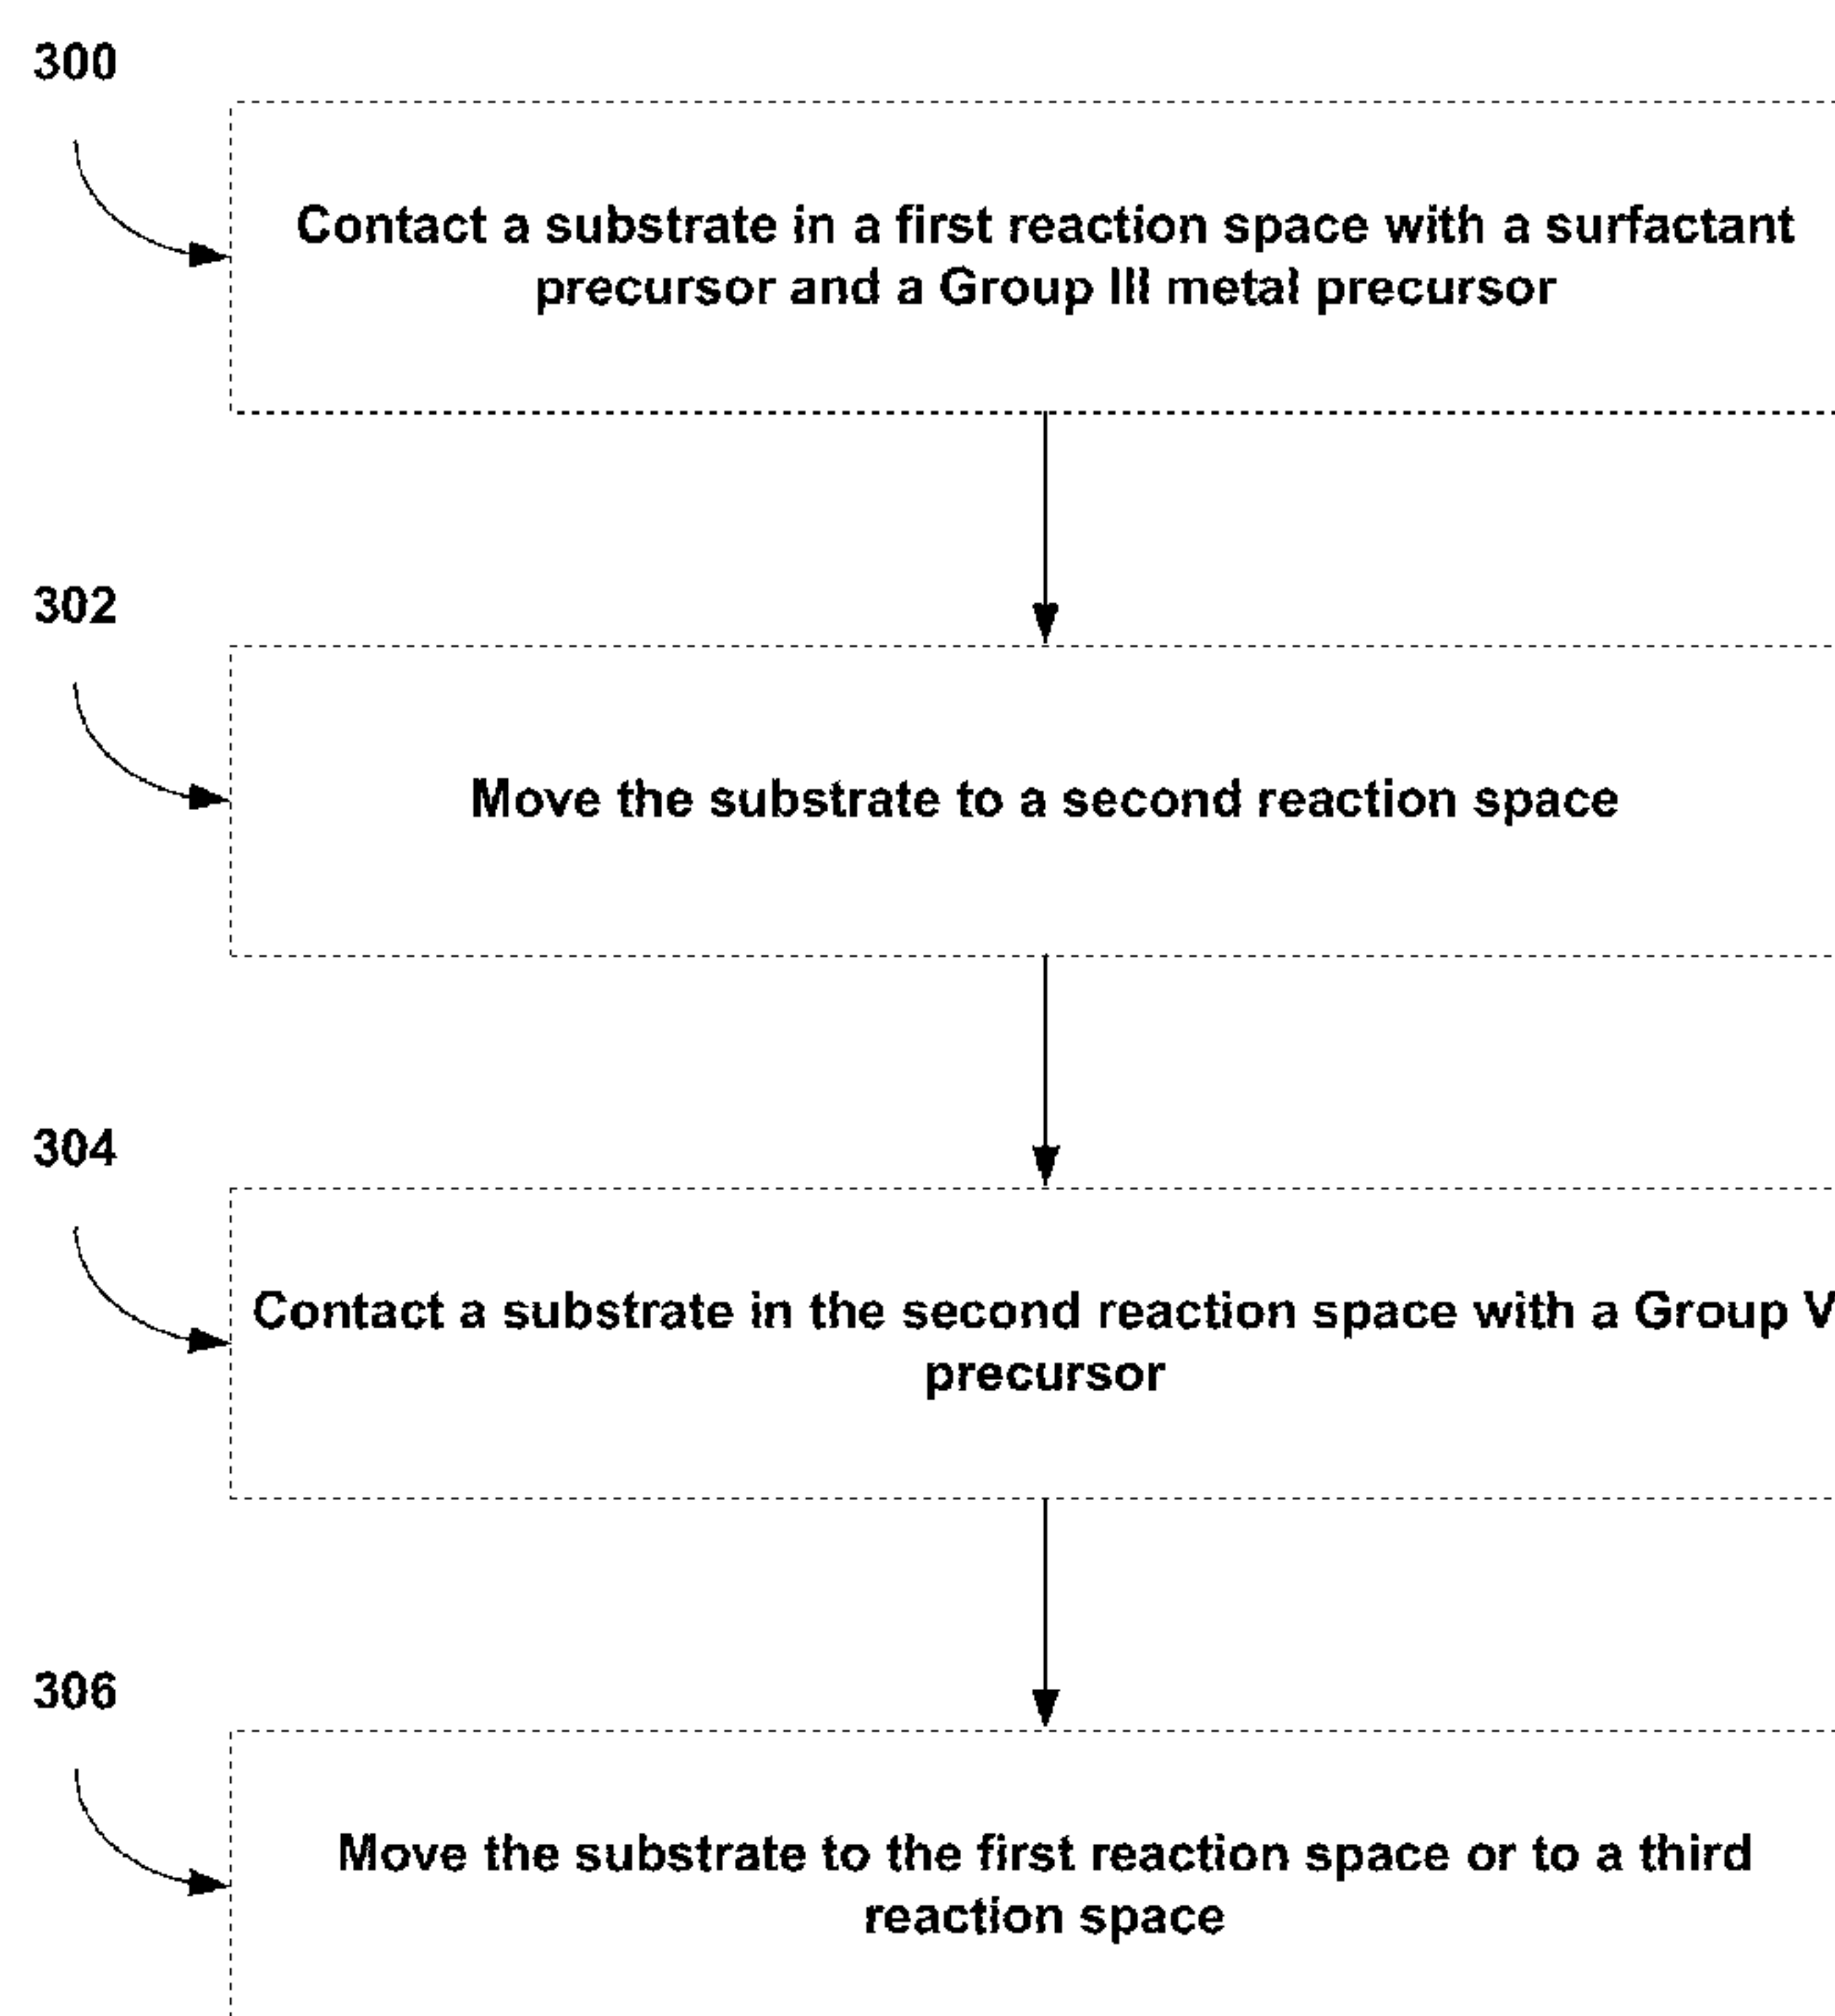 300
Contact a substrate in a first reaction space with a surfactant
precursor and a Group III metal precursor
302
Move the substrate to a second reaction space
304
Contact a substrate in the second reaction space with a Group V
precursor
306
Move the substrate to the first reaction space or to a third
reaction space